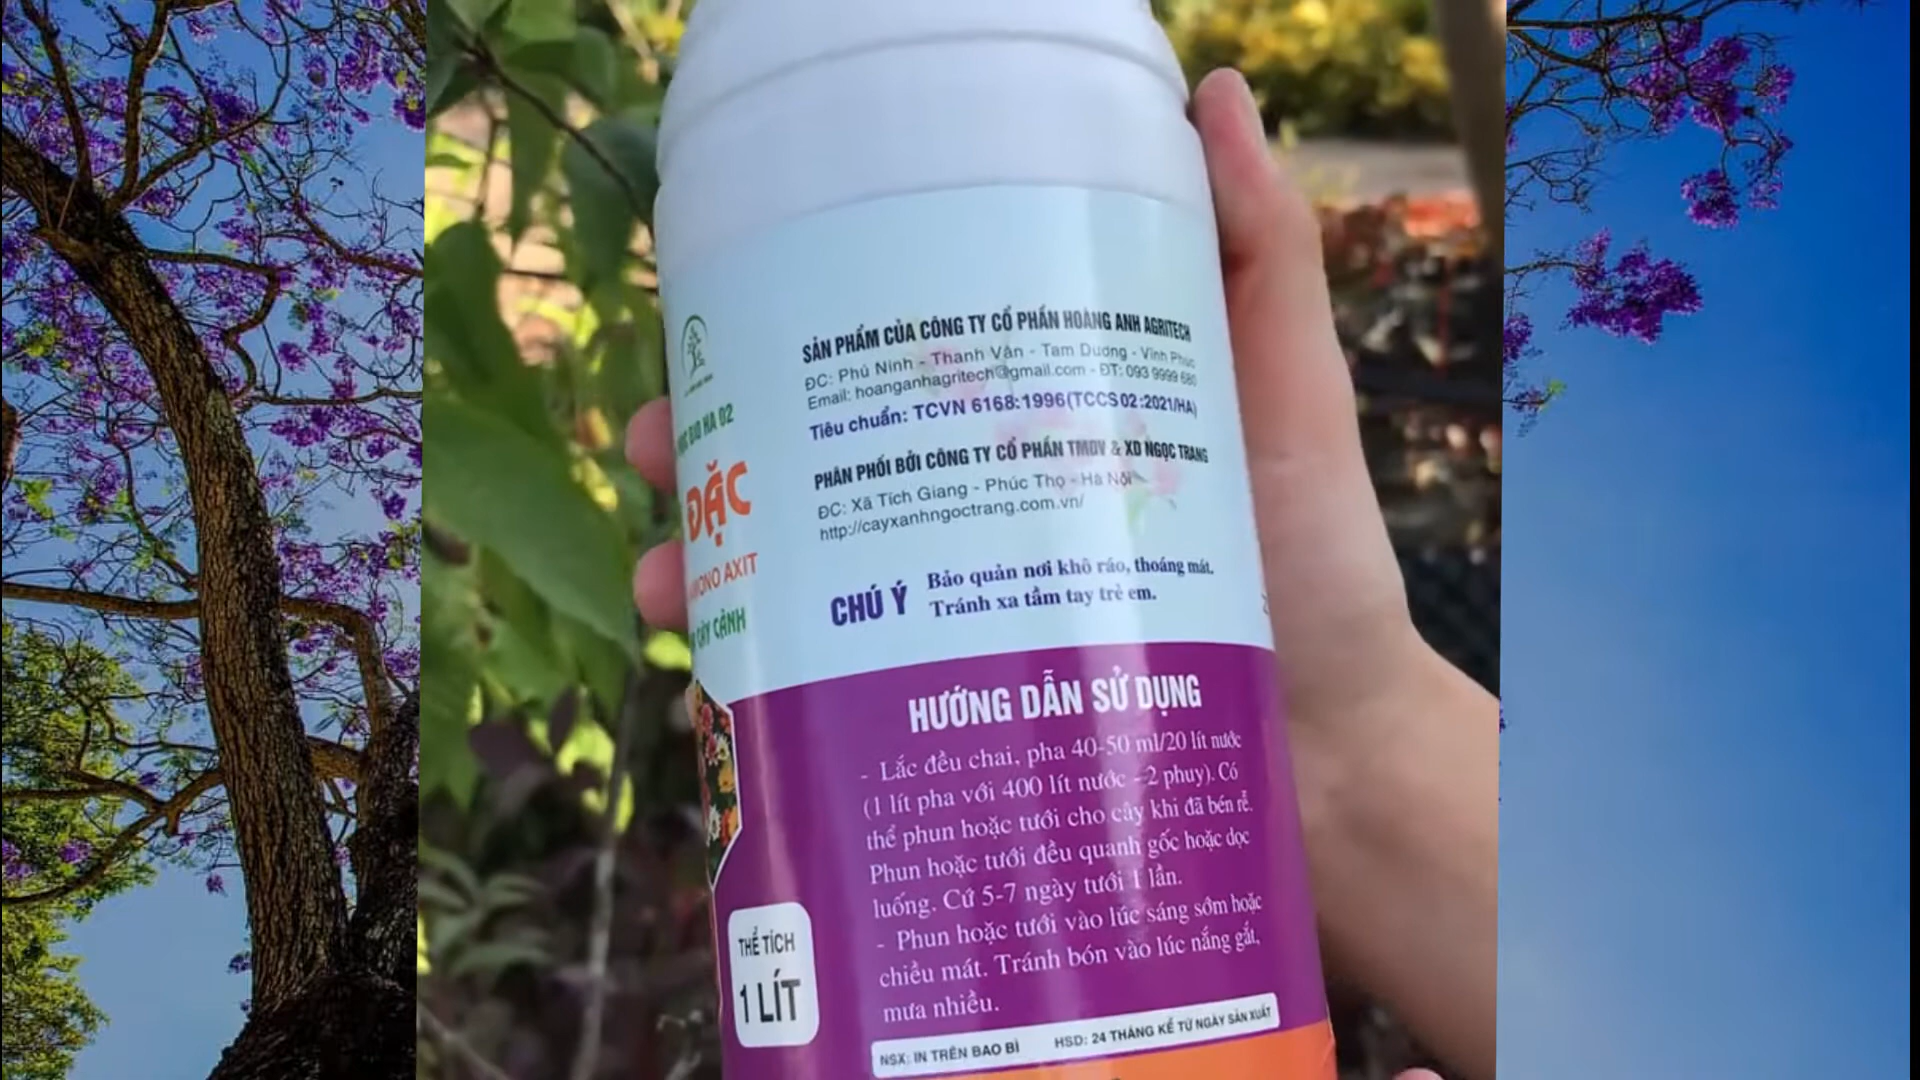 SẢN PHẨM CỦA CÔNG TY CỔ PHẦN HOÀNG ANH AGRITECH
ĐC: Phú Ninh - Thanh Vân - Tam Dương - Vĩnh Phúc
Email: hoanganhagritech@gmail.com - ĐT: 093 9999 680
Tiêu chuẩn: TCVN 6168:1996(TCCS 02:2021/HA)
PHÂN PHỐI BỞI CÔNG TY CỔ PHẦN TMDV & XD NGỌC TRANG
ĐC: Xã Tích Giang - Phúc Thọ - Hà Nội
http://cayxanhngoctrang.com.vn/
CHÚ Ý Bảo quản nơi khô ráo, thoáng mát.
Tránh xa tầm tay trẻ em.
BIO HA 02
ĐẶC
AXIT
CÂY CẢNH
HƯỚNG DẪN SỬ DỤNG
- Lắc đều chai, pha 40-50 ml/20 lít nước
(1 lít pha với 400 lít nước - 2 phuy). Có
thể phun hoặc tưới cho cây khi đã bén rễ.
Phun hoặc tưới đều quanh gốc hoặc dọc
luống. Cứ 5-7 ngày tưới 1 lần.
- Phun hoặc tưới vào lúc sáng sớm hoặc
chiều mát. Tránh bón vào lúc nắng gắt,
mưa nhiều.
THỂ TÍCH
1 LÍT
NSX: IN TRÊN BAO BÌ HSD: 24 THÁNG KỂ TỪ NGÀY SẢN XUẤT